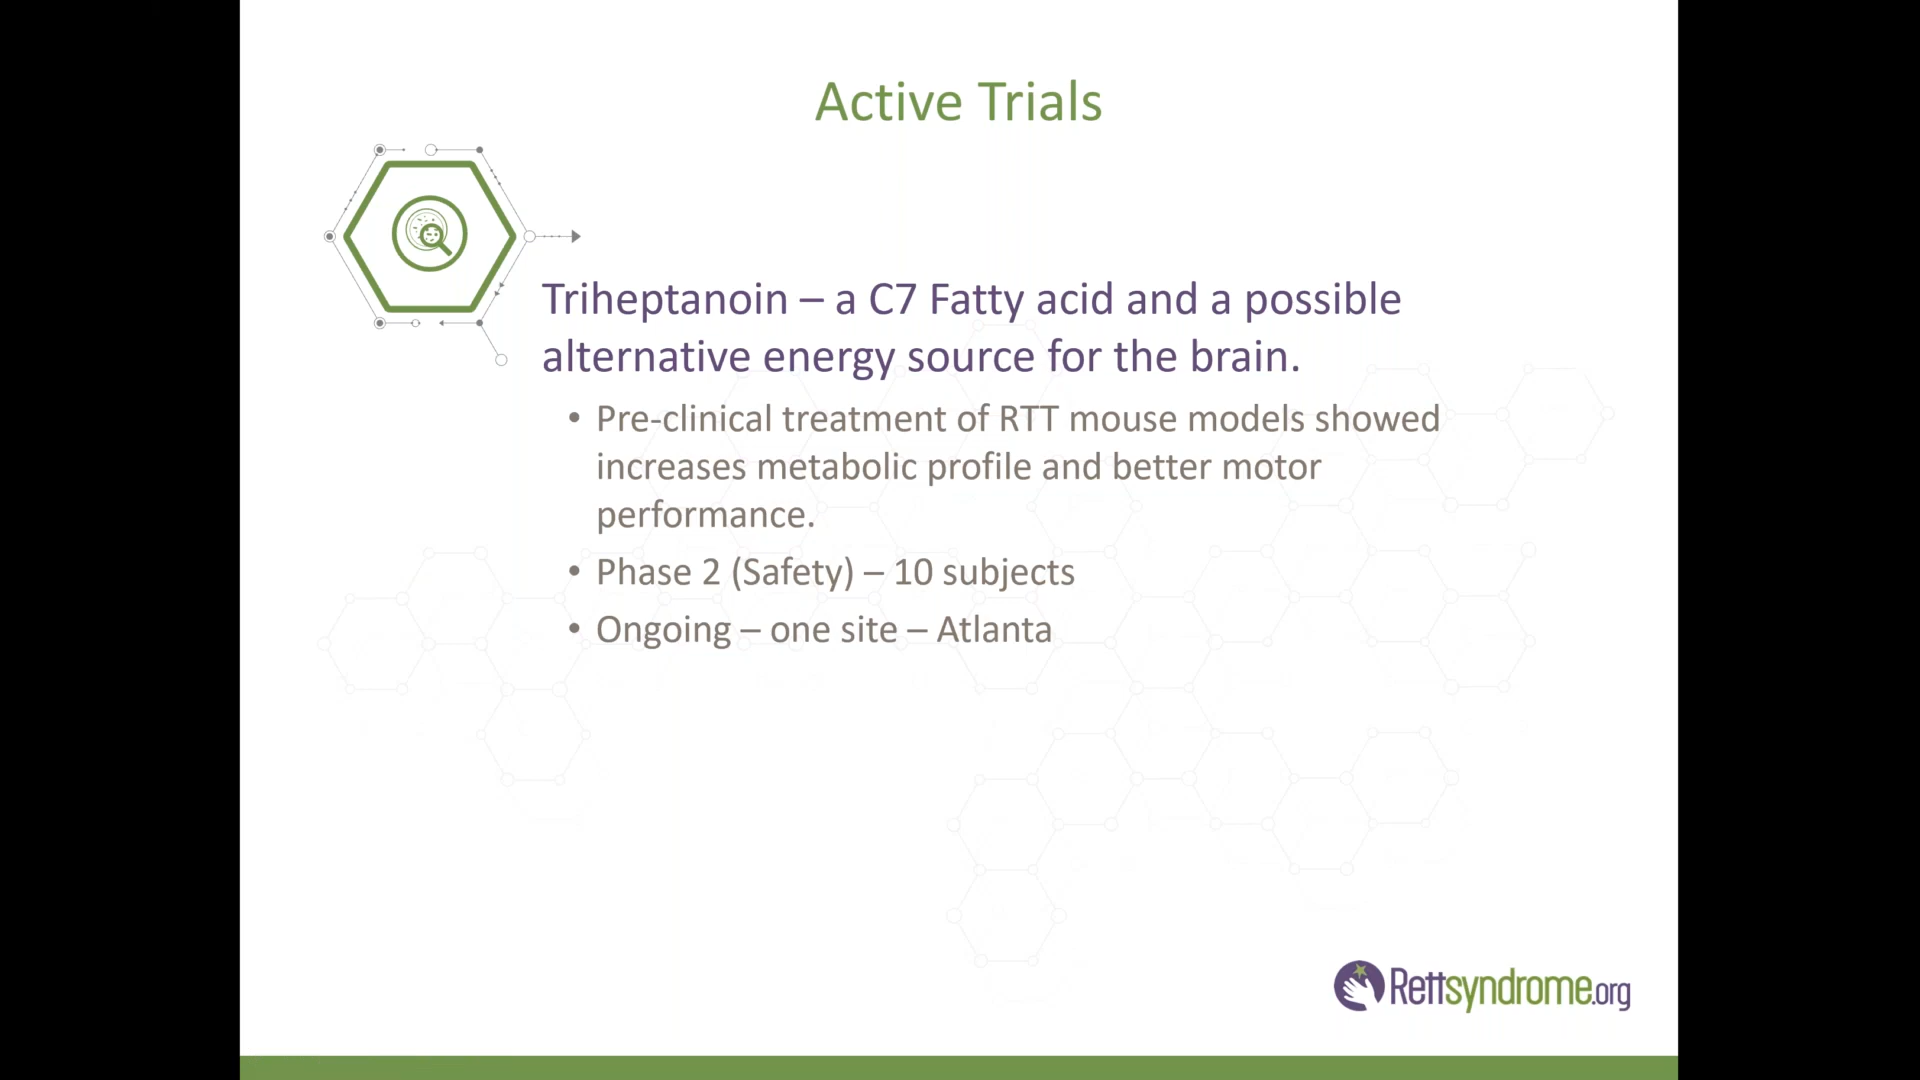 Active Trials
Triheptanoin – a C7 Fatty acid and a possible
alternative energy source for the brain.
• Pre-clinical treatment of RTT mouse models showed
increases metabolic profile and better motor
performance.
• Phase 2 (Safety) – 10 subjects
• Ongoing – one site – Atlanta
Rettsyndrome.org